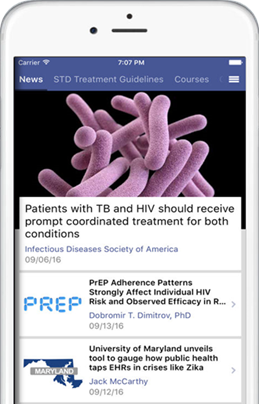 Carrier 7:07 PM
News STD Treatment Guidelines Courses
Patients with TB and HIV should receive
prompt coordinated treatment for both
conditions
Infectious Diseases Society of America
09/06/16
PrEP Adherence Patterns
Strongly Affect Individual HIV
Risk and Observed Efficacy in R...
PREP
Dobromir T. Dimitrov, PhD
09/13/16
University of Maryland unveils
tool to gauge how public health
taps EHRs in crises like Zika
MARYLAND
Jack McCarthy
09/12/16